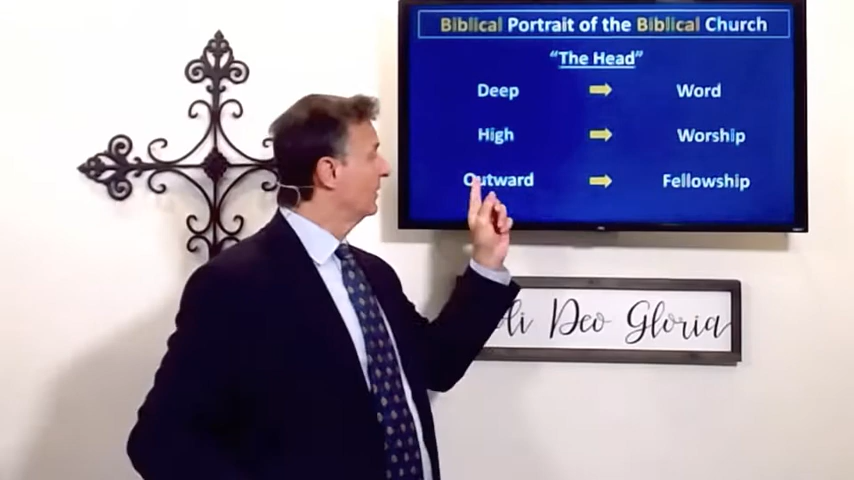 Biblical Portrait of the Biblical Church
"The Head"
Deep Word
High Worship
Outward Fellowship
Deo Gloria